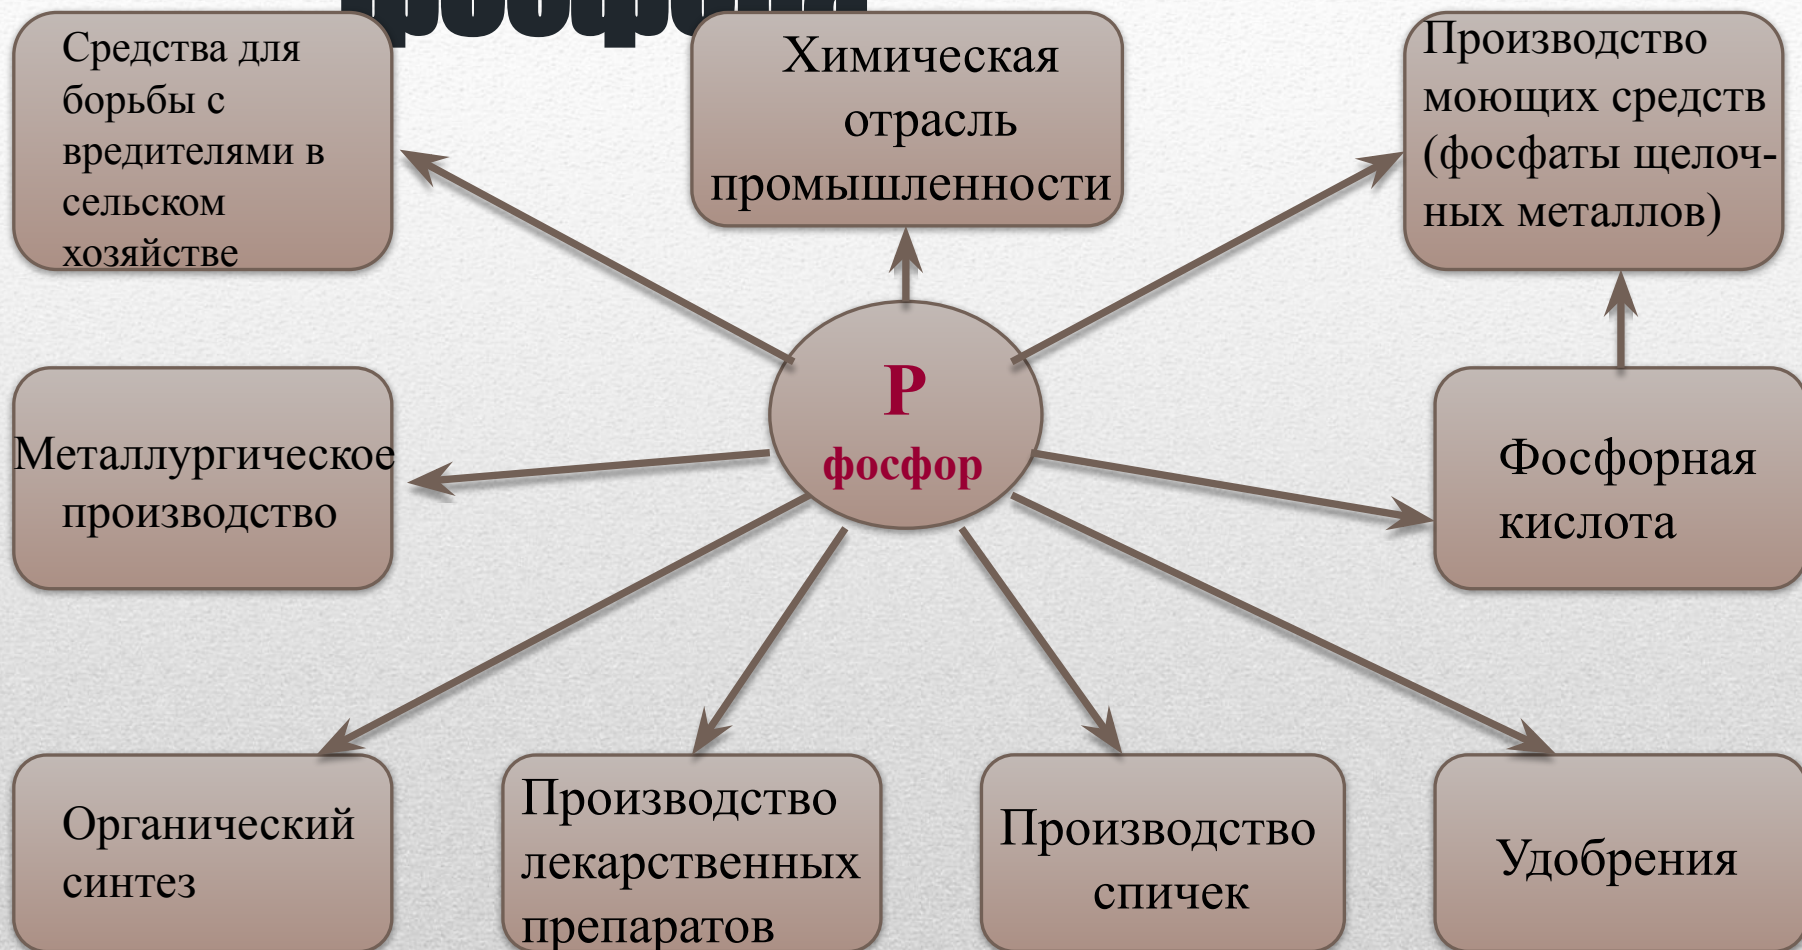 Средства для
борьбы с
вредителями в
сельском
хозяйстве
Химическая
отрасль
промышленности
Производство
моющих средств
(фосфаты щелоч-
ных металлов)
Р
фосфор
Металлургическое
производство
Фосфорная
кислота
Органический
синтез
Производство
лекарственных
препаратов
Производство
спичек
Удобрения